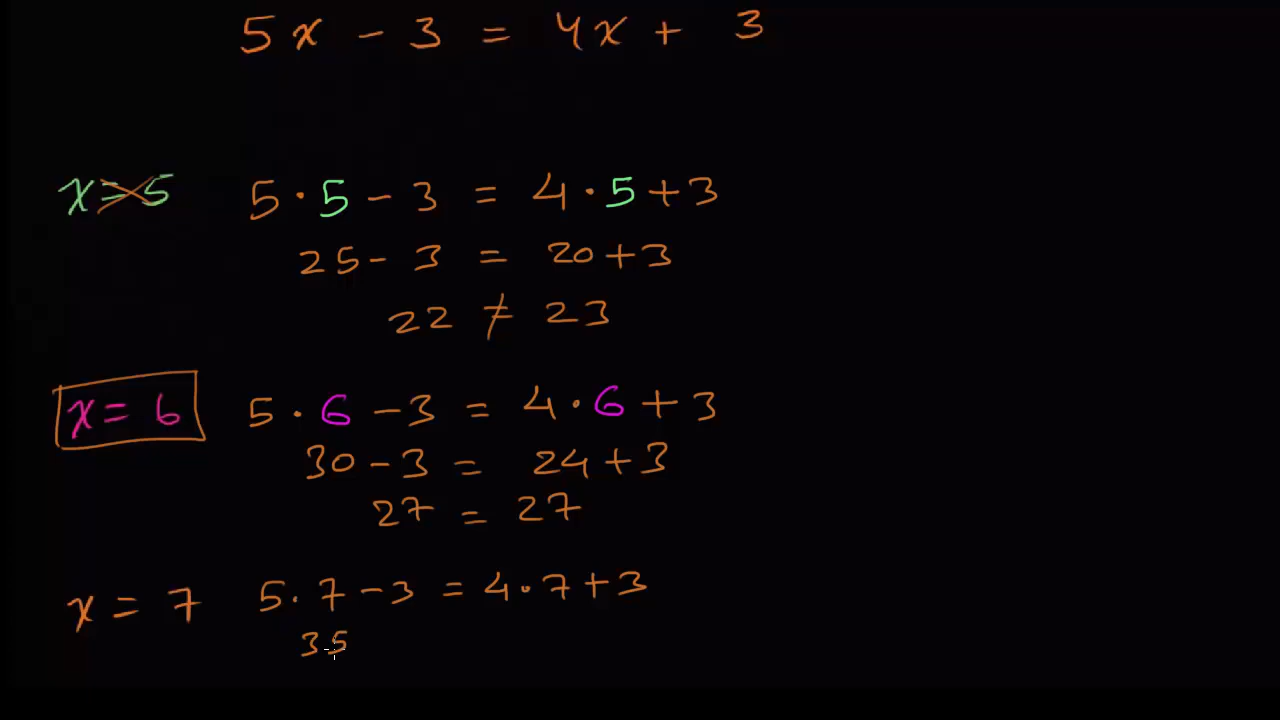 5x - 3 = 4x + 3
x = 5 5 · 5 - 3 = 4 · 5 + 3
25 - 3 = 20 + 3
22 ≠ 23
x = 6 5 · 6 - 3 = 4 · 6 + 3
30 - 3 = 24 + 3
27 = 27
x = 7 5 · 7 - 3 = 4 · 7 + 3
35